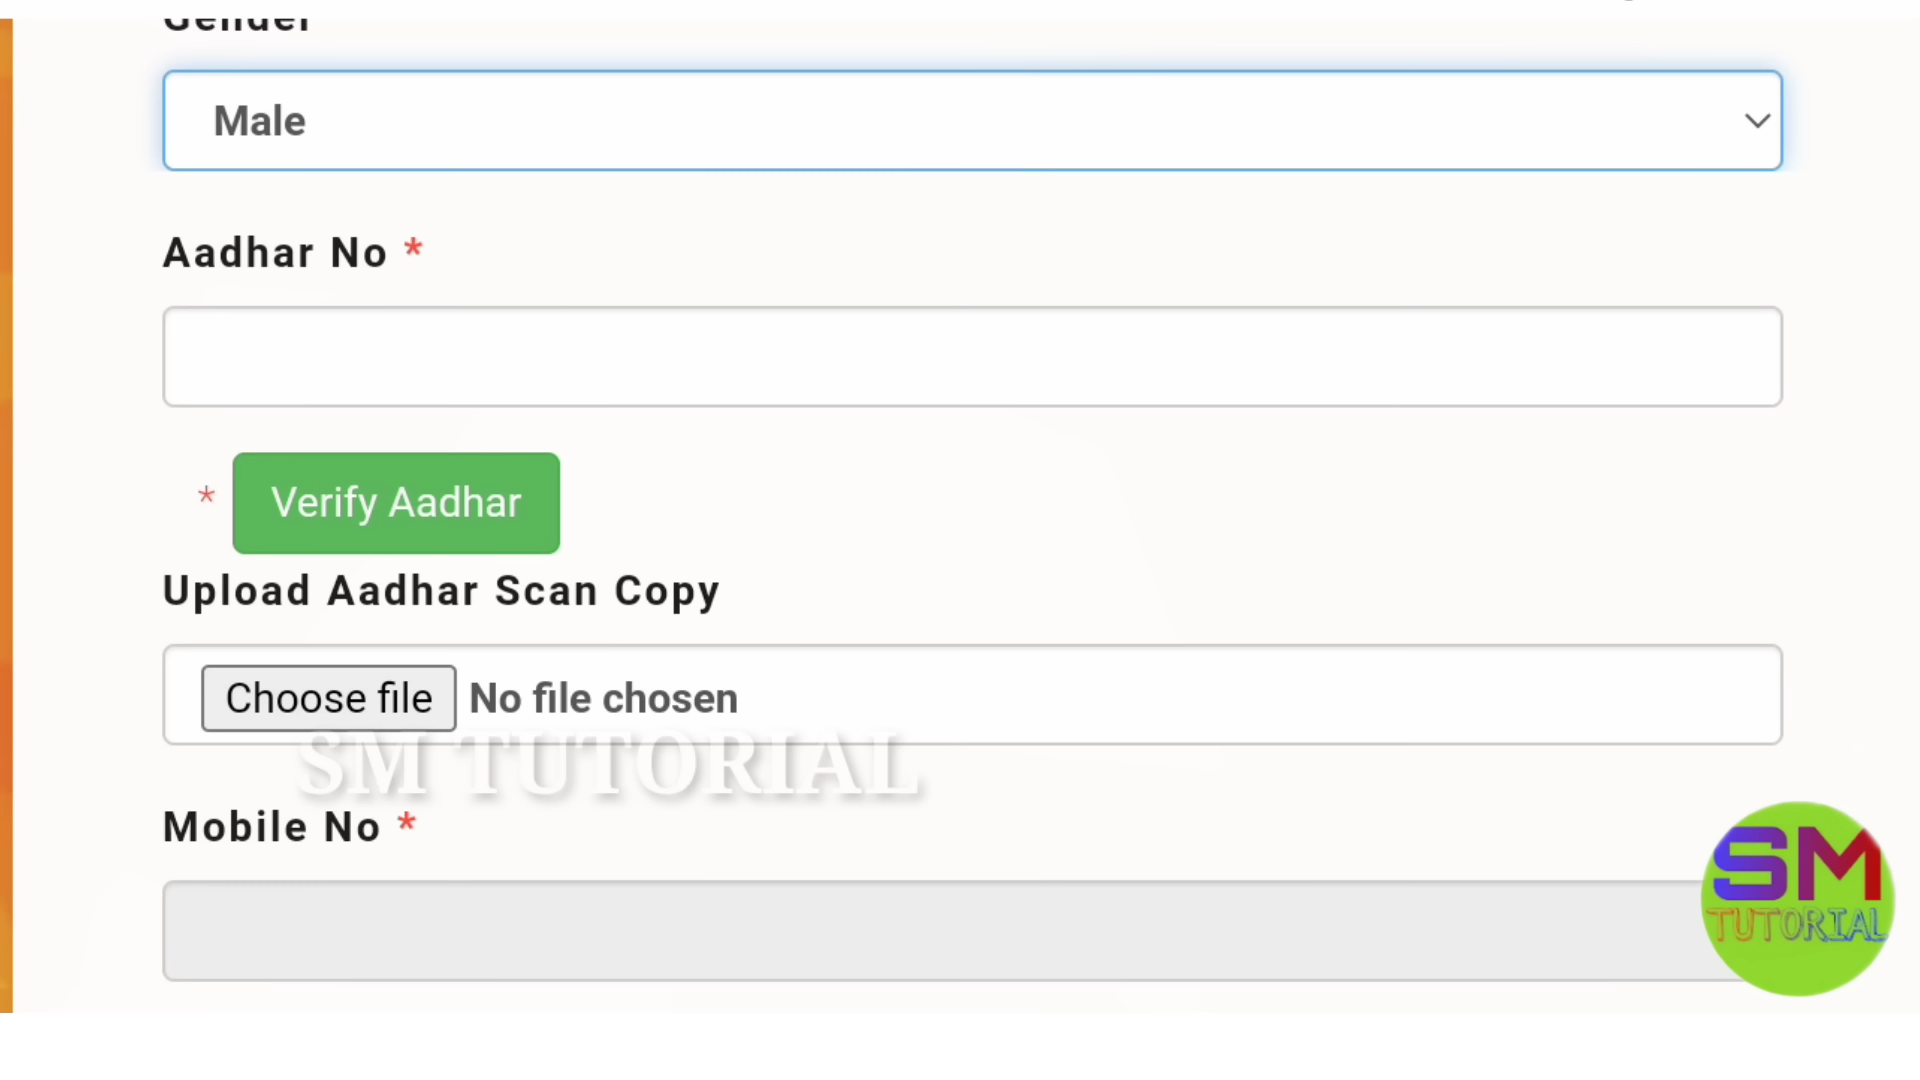 Gender
Male
Aadhar No *
* Verify Aadhar
Upload Aadhar Scan Copy
Choose file No file chosen
SM TUTORIAL
Mobile No *
SM
TUTORIAL